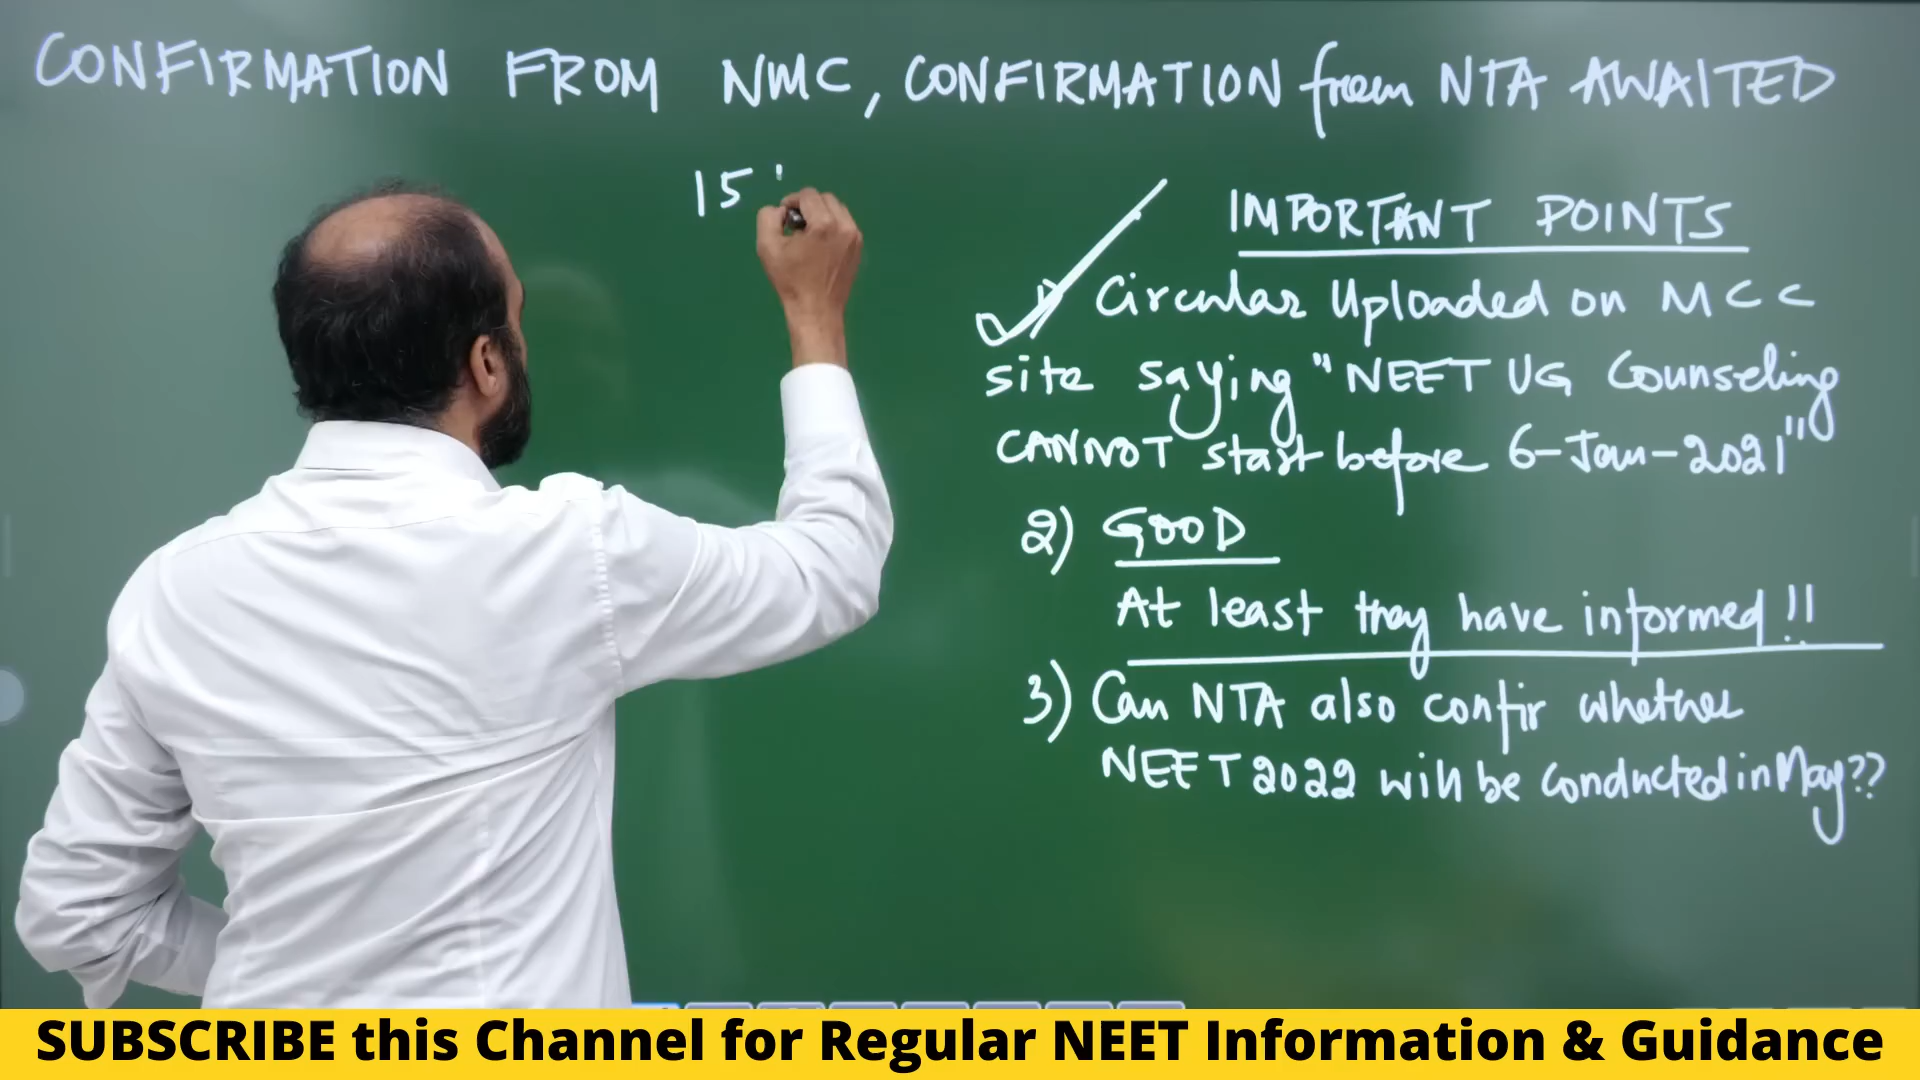 CONFIRMATION FROM NMC, CONFIRMATION from NTA AWAITED
15
IMPORTANT POINTS
1) Circular Uploaded on MCC
site saying "NEET UG Counseling
CANNOT start before 6-Jan-2021"
2) GOOD
At least they have informed!!
3) Can NTA also confir whether
NEET 2022 will be conducted in May??
SUBSCRIBE this Channel for Regular NEET Information & Guidance